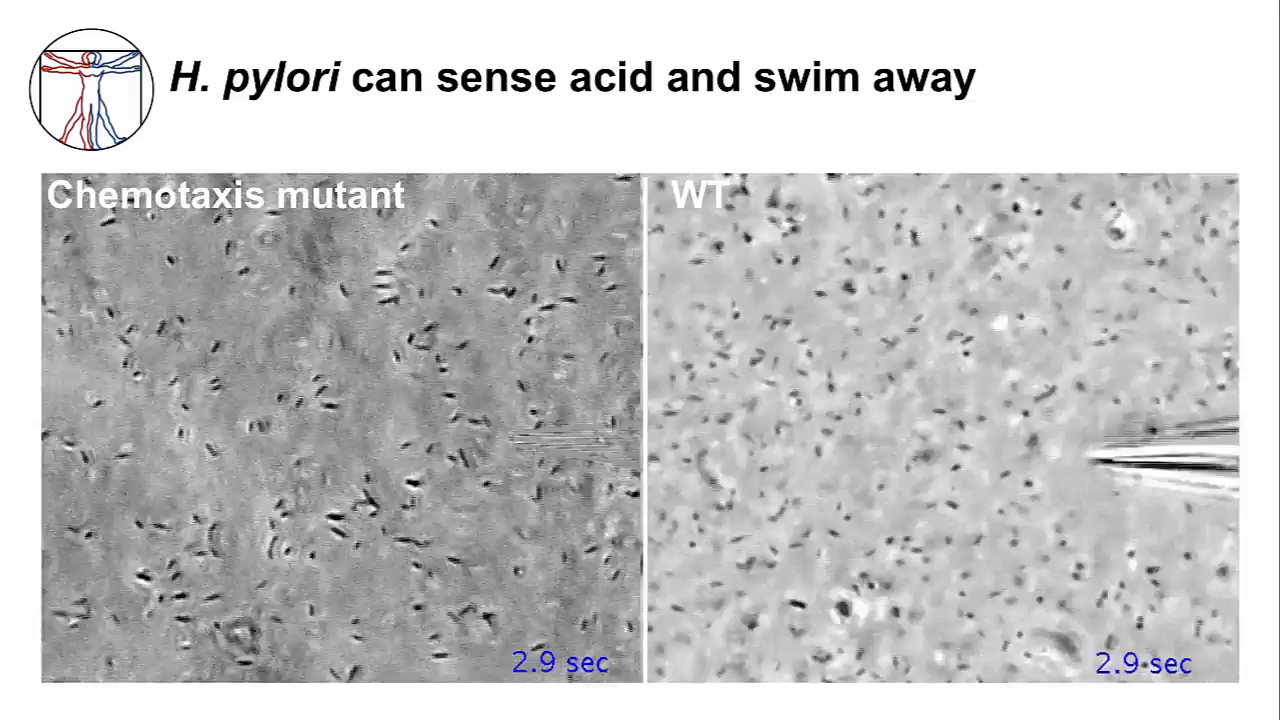 H. pylori can sense acid and swim away
Chemotaxis mutant
WT
2.9 sec
2.9 sec